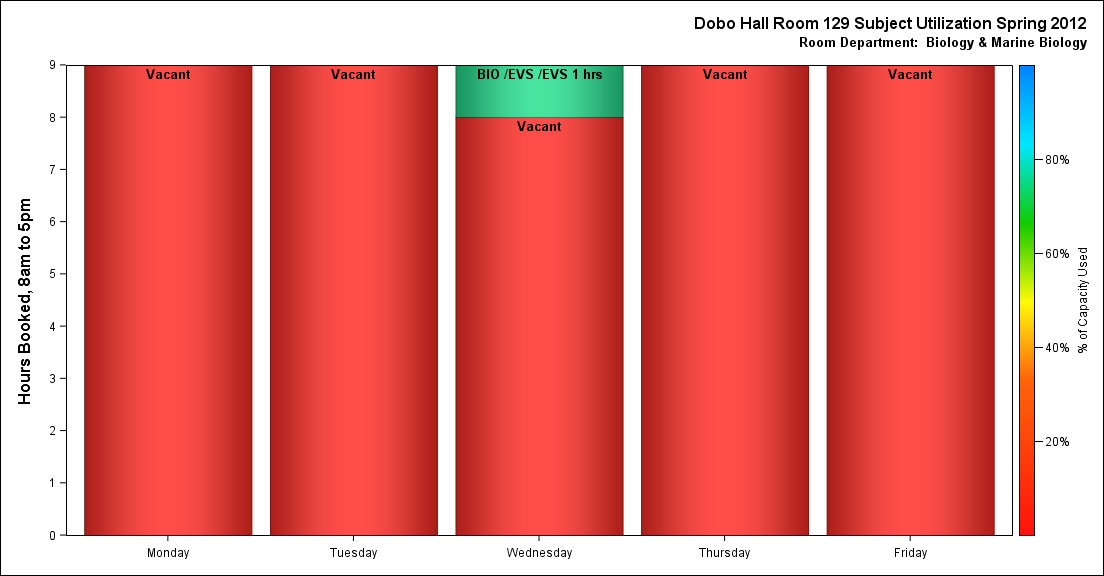 Dobo Hall Room 129 Subject Utilization Spring 2012
Room Department:  Biology & Marine Biology
Hours Booked, 8am to 5pm
9
8
7
6
5
4
3
2
1
0
Vacant
Vacant
BIO /EVS /EVS 1 hrs
Vacant
Vacant
Vacant
Monday
Tuesday
Wednesday
Thursday
Friday
80%
60%
40%
20%
% of Capacity Used